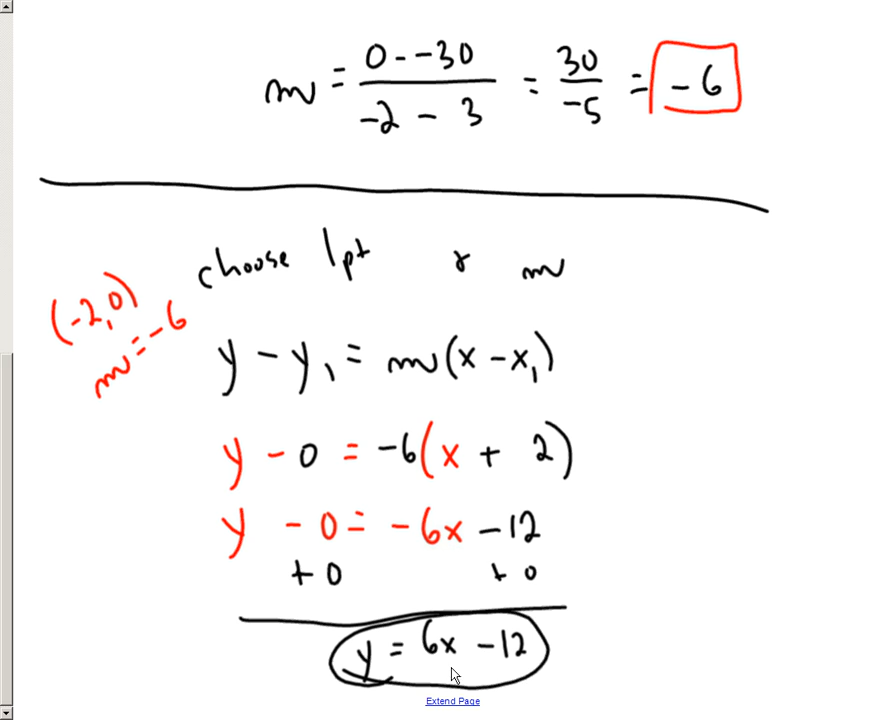 m = 0 - -30 / -2 - 3 = 30 / -5 = -6
choose 1 pt & m
(-2,0)
m = -6
y - y₁ = m(x - x₁)
y - 0 = -6(x + 2)
y - 0 = -6x - 12
+ 0 + 0
y = 6x - 12
Extend Page